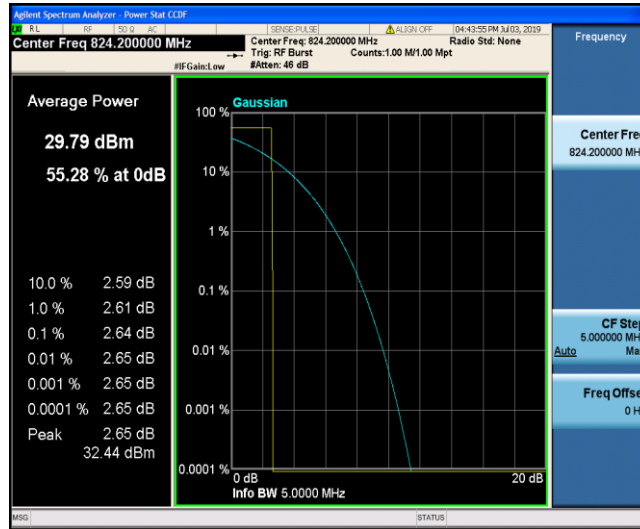 Agilent Spectrum Analyzer - Power Stat CCDF
RL RF 50 Ω AC SENSE:PULSE ALIGN OFF 04:43:55 PM Jul 03, 2019
Center Freq 824.200000 MHz
Center Freq: 824.200000 MHz Radio Std: None
Trig: RF Burst Counts:1.00 M/1.00 Mpt
#IFGain:Low #Atten: 46 dB
Frequency
Average Power
29.79 dBm
55.28 % at 0dB
10.0 % 2.59 dB
1.0 % 2.61 dB
0.1 % 2.64 dB
0.01 % 2.65 dB
0.001 % 2.65 dB
0.0001 % 2.65 dB
Peak 2.65 dB
32.44 dBm
Gaussian
100 %
10 %
1 %
0.1 %
0.01 %
0.001 %
0.0001 %
0 dB 20 dB
Info BW 5.0000 MHz
Center Fre
824.200000 MH
CF Step
5.000000 MH
Auto Ma
Freq Offse
0 H
MSG STATUS